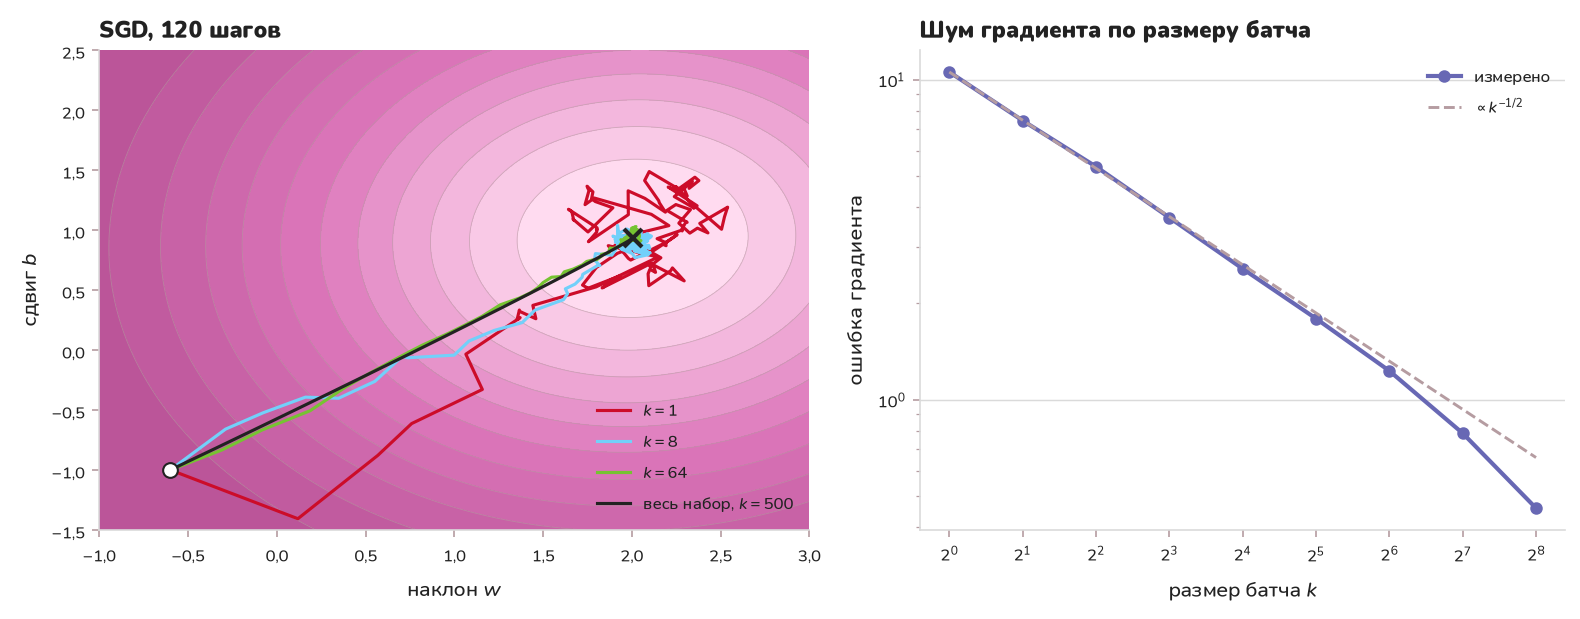 SGD, 120 шагов
2,5
2,0
1,5
1,0
0,5
0,0
−0,5
−1,0
−1,5
−1,0
−0,5
0,0
0,5
1,0
1,5
2,0
2,5
3,0
сдвиг b
наклон w
k = 1
k = 8
k = 64
весь набор, k = 500
Шум градиента по размеру батча
10¹
10⁰
2⁰
2¹
2²
2³
2⁴
2⁵
2⁶
2⁷
2⁸
ошибка градиента
размер батча k
измерено
∝ k⁻¹ᐟ²